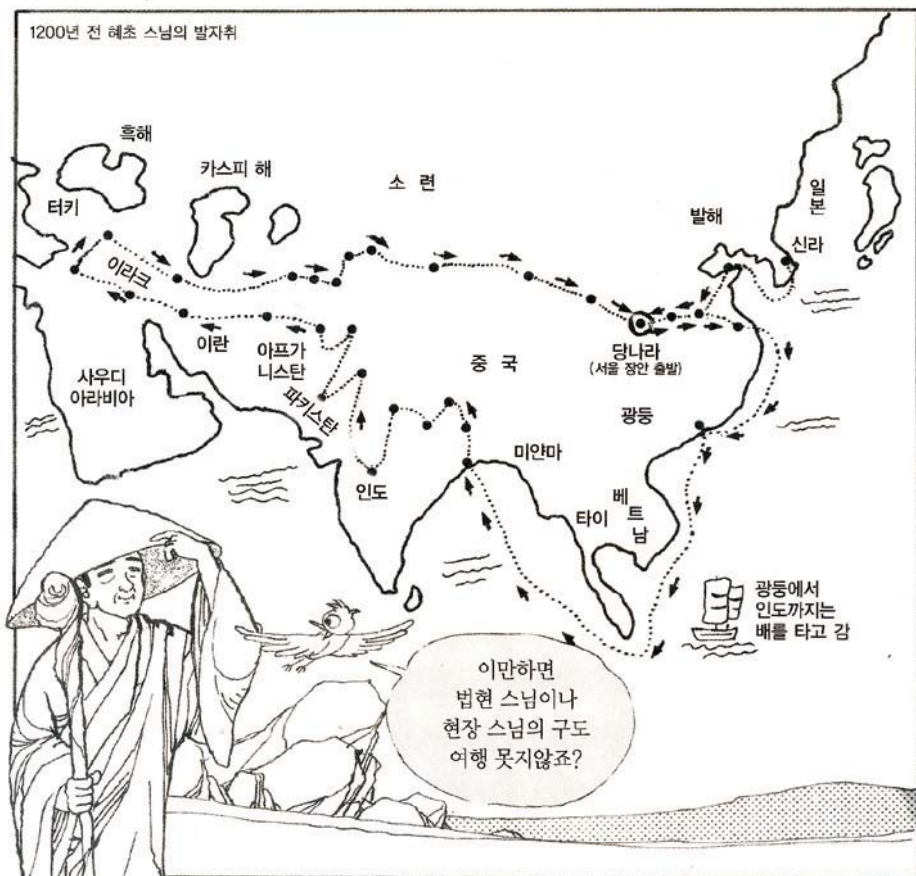 1200년 전 혜초 스님의 발자취
흑해
카스피 해
소 련
터키
발해
일본
신라
이라크
이란
아프가
니스탄
중 국
당나라
(서울 장안 출발)
사우디
아라비아
파키스탄
광둥
미얀마
인도
베트남
타이
광둥에서
인도까지는
배를 타고 감
이만하면
법현 스님이나
현장 스님의 구도
여행 못지않죠?